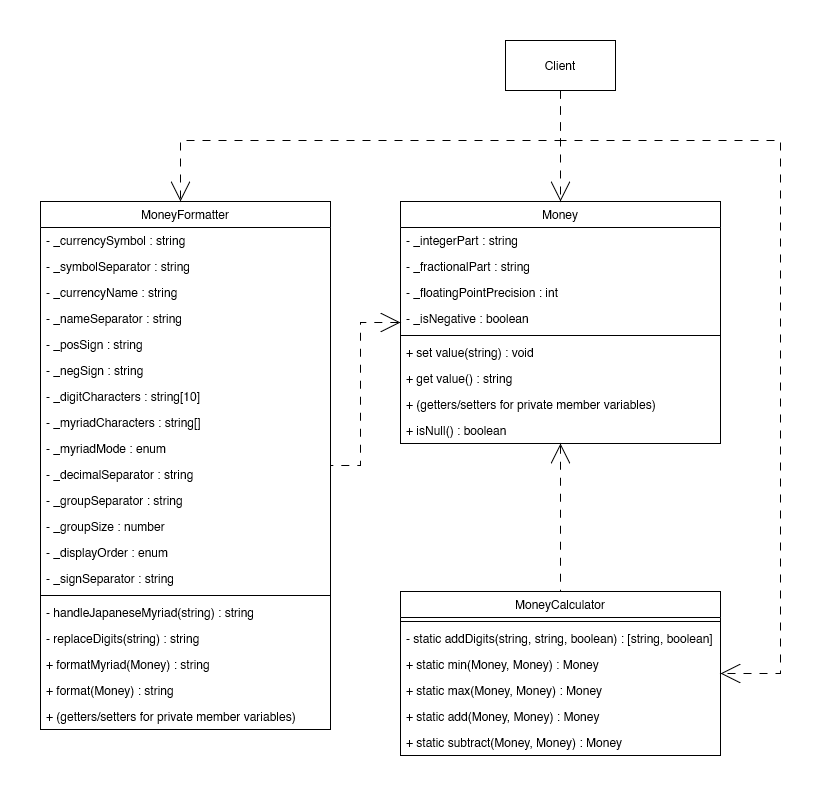 Client
MoneyFormatter
- _currencySymbol : string
- _symbolSeparator : string
- _currencyName : string
- _nameSeparator : string
- _posSign : string
- _negSign : string
- _digitCharacters : string[10]
- _myriadCharacters : string[]
- _myriadMode : enum
- _decimalSeparator : string
- _groupSeparator : string
- _groupSize : number
- _displayOrder : enum
- _signSeparator : string
- handleJapaneseMyriad(string) : string
- replaceDigits(string) : string
+ formatMyriad(Money) : string
+ format(Money) : string
+ (getters/setters for private member variables)
Money
- _integerPart : string
- _fractionalPart : string
- _floatingPointPrecision : int
- _isNegative : boolean
+ set value(string) : void
+ get value() : string
+ (getters/setters for private member variables)
+ isNull() : boolean
MoneyCalculator
- static addDigits(string, string, boolean) : [string, boolean]
+ static min(Money, Money) : Money
+ static max(Money, Money) : Money
+ static add(Money, Money) : Money
+ static subtract(Money, Money) : Money